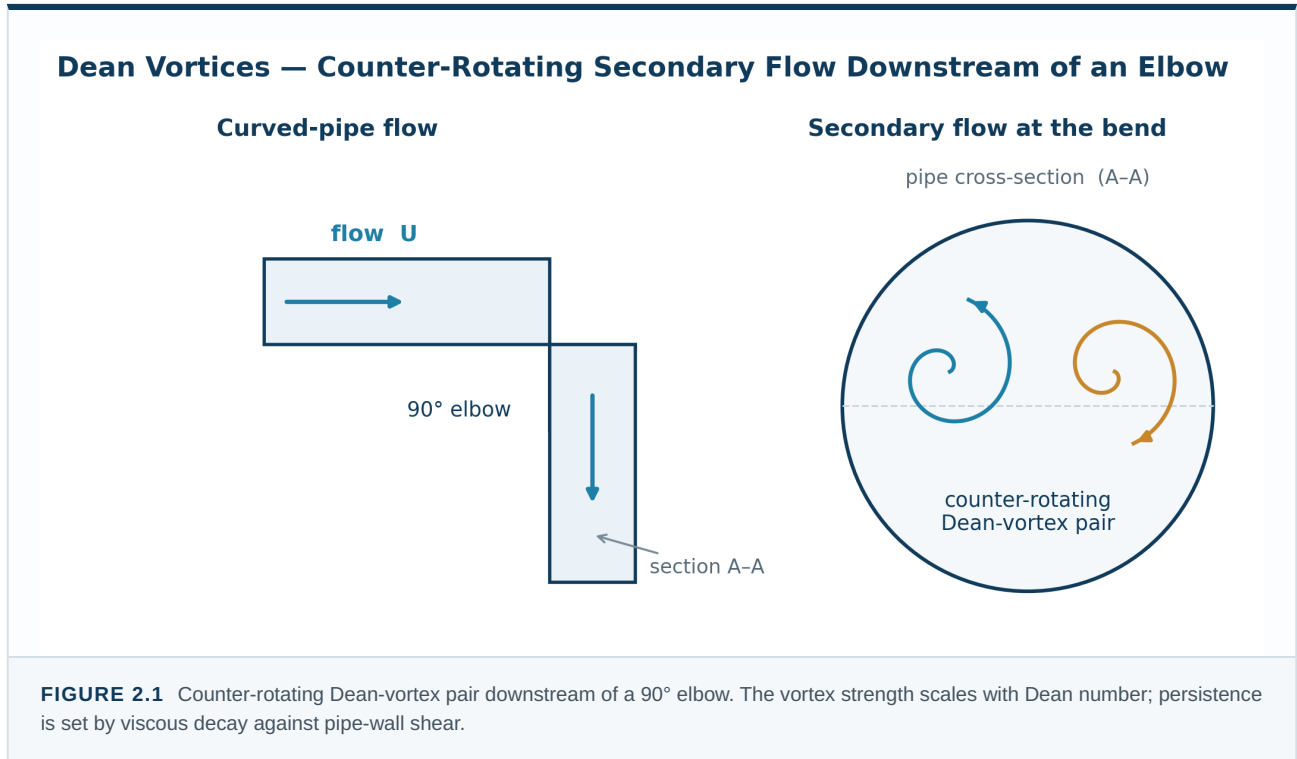 Dean Vortices — Counter-Rotating Secondary Flow Downstream of an Elbow
Curved-pipe flow
Secondary flow at the bend
pipe cross-section (A–A)
flow U
90° elbow
section A–A
counter-rotating
Dean-vortex pair
FIGURE 2.1 Counter-rotating Dean-vortex pair downstream of a 90° elbow. The vortex strength scales with Dean number; persistence
is set by viscous decay against pipe-wall shear.